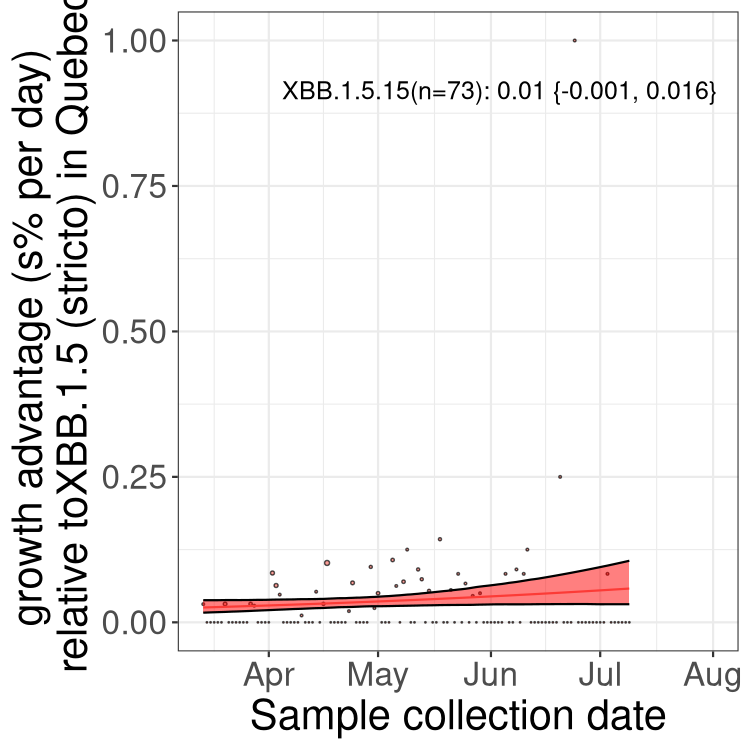 growth advantage (s% per day)
relative toXBB.1.5 (stricto) in Quebec
1.00
0.75
0.50
0.25
0.00
XBB.1.5.15(n=73): 0.01 {-0.001, 0.016}
Apr
May
Jun
Jul
Aug
Sample collection date